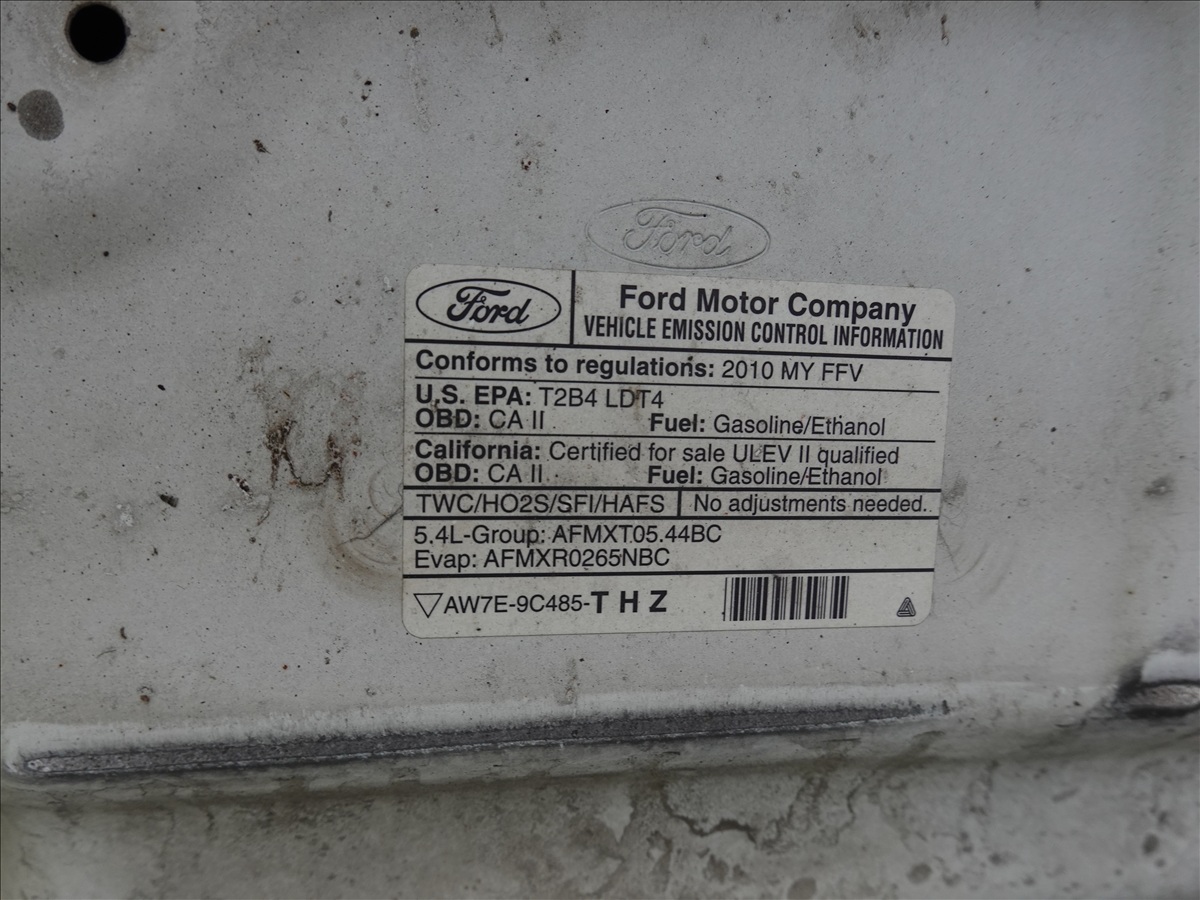 Ford
Ford
Ford Motor Company
VEHICLE EMISSION CONTROL INFORMATION
Conforms to regulations: 2010 MY FFV
U.S. EPA: T2B4 LDT4
OBD: CA II Fuel: Gasoline/Ethanol
California: Certified for sale ULEV II qualified
OBD: CA II Fuel: Gasoline/Ethanol
TWC/HO2S/SFI/HAFS No adjustments needed.
5.4L-Group: AFMXT05.44BC
Evap: AFMXR0265NBC
AW7E-9C485-THZ